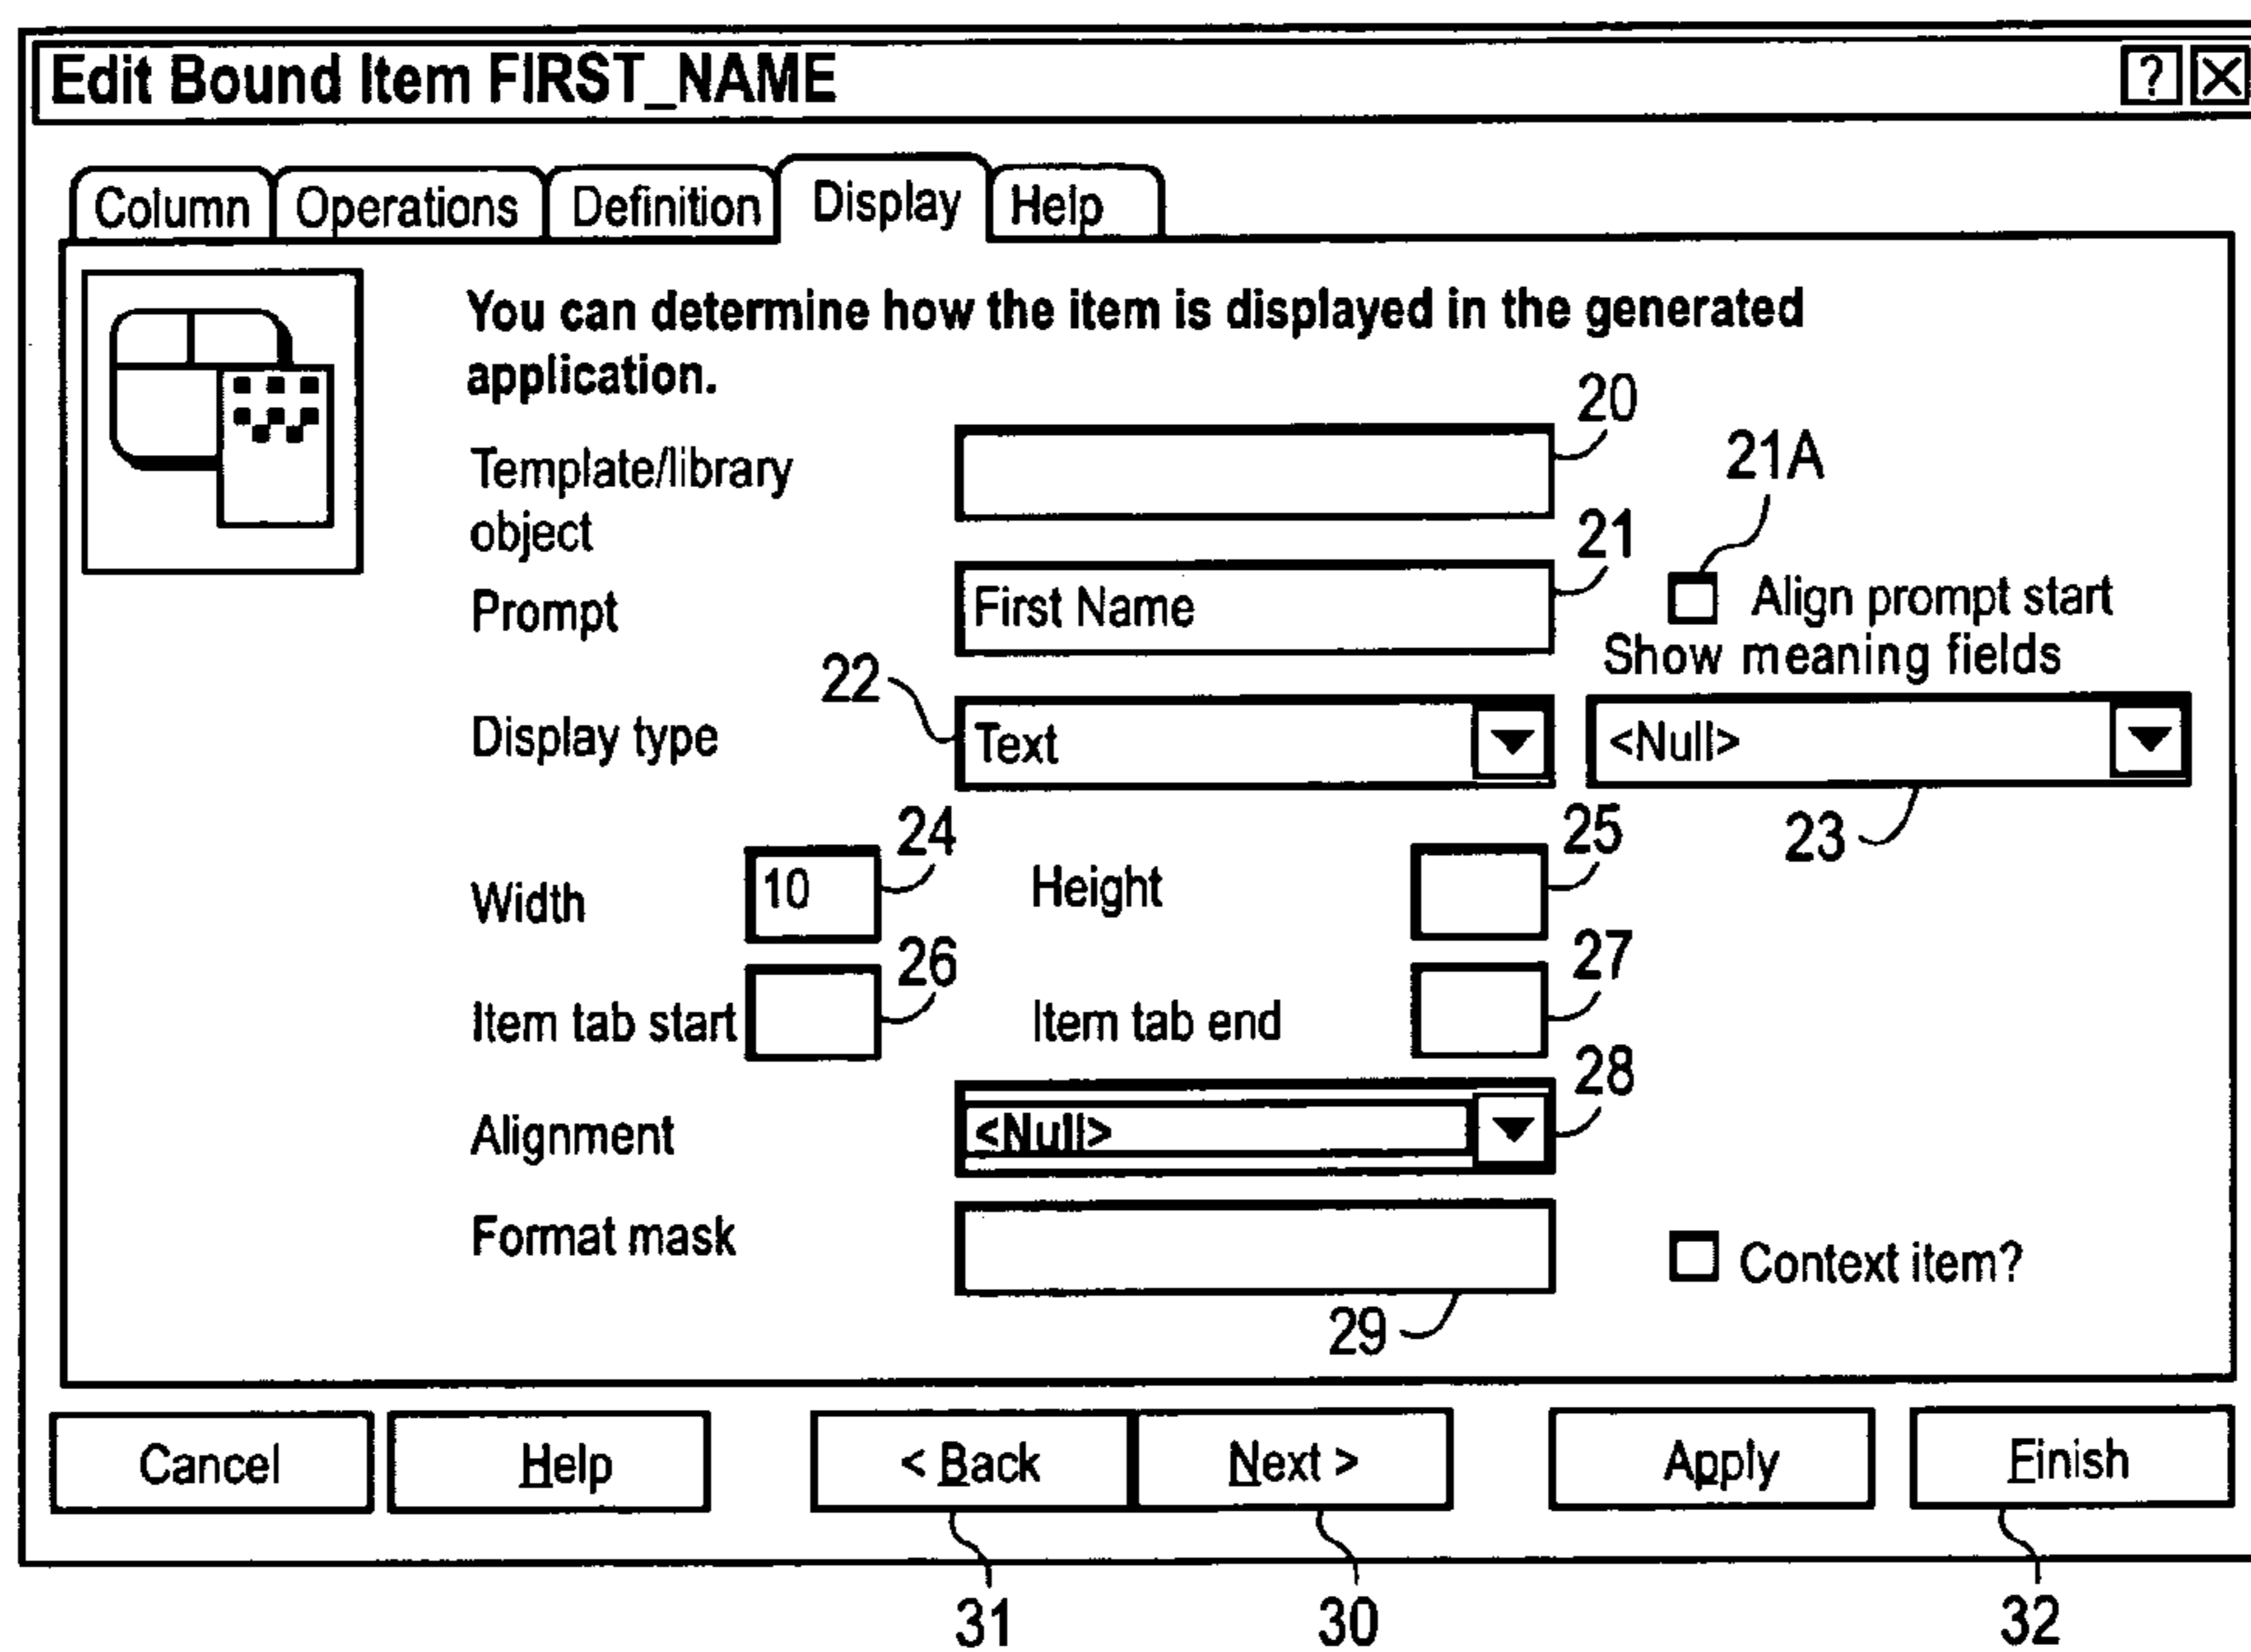 Edit Bound Item FIRST_NAME ? X
Column Operations Definition Display Help
You can determine how the item is displayed in the generated
application.
20
Template/library
object
21A
21
Prompt First Name Align prompt start
Show meaning fields
22
Display type Text <Null>
23
24 25
Width 10 Height
26 27
Item tab start Item tab end
28
Alignment <Null>
Format mask Context item?
29
Cancel Help < Back Next > Apply Finish
31 30 32